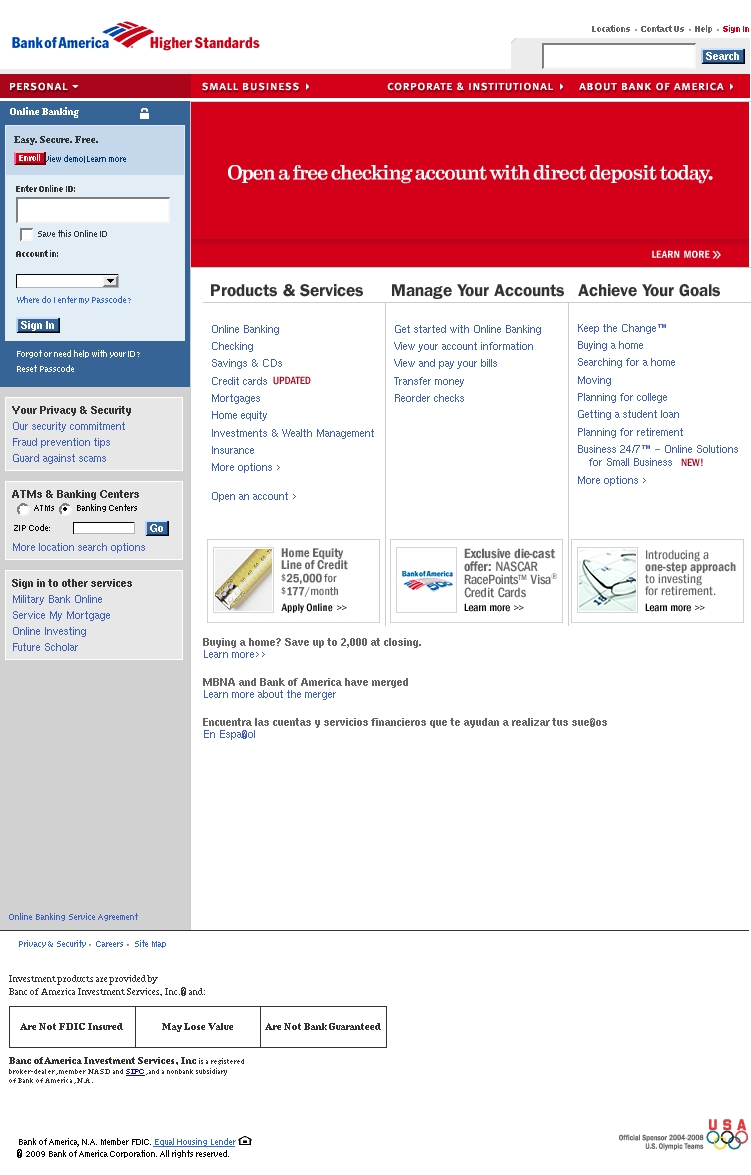 Bank of America Higher Standards
Locations · Contact Us · Help · Sign In
Search
PERSONAL
SMALL BUSINESS
CORPORATE & INSTITUTIONAL
ABOUT BANK OF AMERICA
Online Banking
Easy. Secure. Free.
Enroll View demo|Learn more
Enter Online ID:
Save this Online ID
Account in:
Where do I enter my Passcode?
Sign In
Forgot or need help with your ID?
Reset Passcode
Your Privacy & Security
Our security commitment
Fraud prevention tips
Guard against scams
ATMs & Banking Centers
ATMs Banking Centers
ZIP Code: Go
More location search options
Sign in to other services
Military Bank Online
Service My Mortgage
Online Investing
Future Scholar
Online Banking Service Agreement
Open a free checking account with direct deposit today.
LEARN MORE >>
Products & Services
Online Banking
Checking
Savings & CDs
Credit cards UPDATED
Mortgages
Home equity
Investments & Wealth Management
Insurance
More options >
Open an account >
Manage Your Accounts
Get started with Online Banking
View your account information
View and pay your bills
Transfer money
Reorder checks
Achieve Your Goals
Keep the Change™
Buying a home
Searching for a home
Moving
Planning for college
Getting a student loan
Planning for retirement
Business 24/7™ – Online Solutions
for Small Business NEW!
More options >
Home Equity
Line of Credit
$25,000 for
$177/month
Apply Online >>
Bank of America
Exclusive die-cast
offer: NASCAR
RacePoints™ Visa®
Credit Cards
Learn more >>
Introducing a
one-step approach
to investing
for retirement.
Learn more >>
Buying a home? Save up to 2,000 at closing.
Learn more>>
MBNA and Bank of America have merged
Learn more about the merger
Encuentra las cuentas y servicios financieros que te ayudan a realizar tus sue�os
En Espa�ol
Privacy & Security · Careers · Site Map
Investment products are provided by
Banc of America Investment Services, Inc.� and:
Are Not FDIC Insured May Lose Value Are Not Bank Guaranteed
Banc of America Investment Services, Inc is a registered
broker-dealer ,member NASD and SIPC ,and a nonbank subsidiary
of Bank of America ,N.A.
Bank of America, N.A. Member FDIC. Equal Housing Lender
� 2009 Bank of America Corporation. All rights reserved.
USA
Official Sponsor 2004-2008
U.S. Olympic Teams